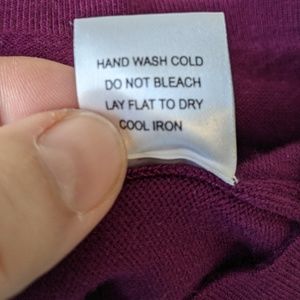 HAND WASH COLD
DO NOT BLEACH
LAY FLAT TO DRY
COOL IRON